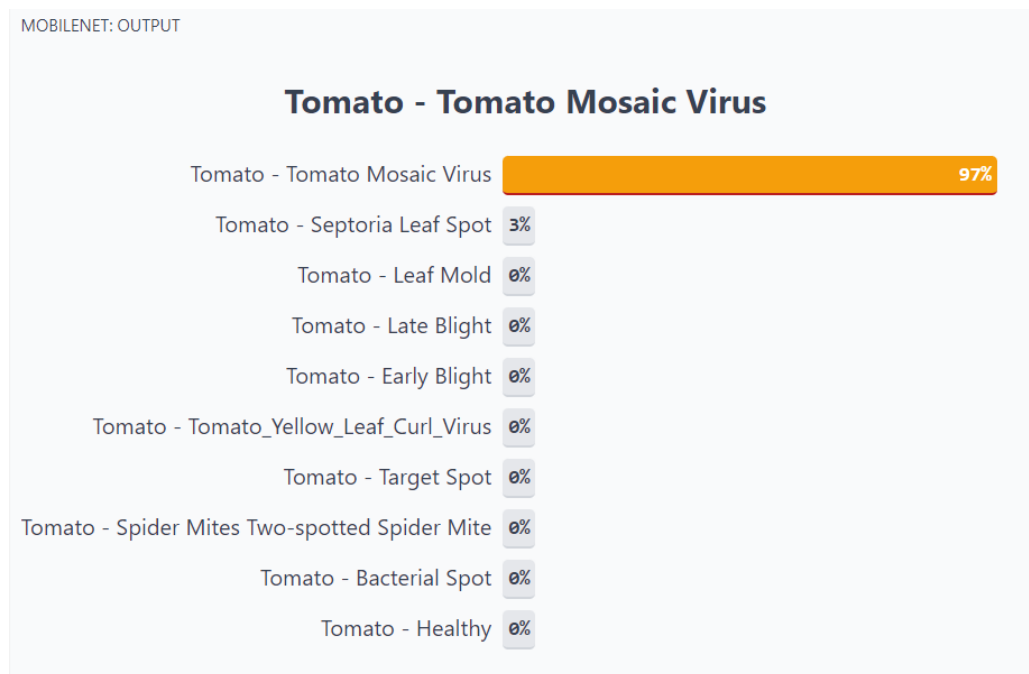 MOBILENET: OUTPUT
Tomato - Tomato Mosaic Virus
Tomato - Tomato Mosaic Virus 97%
Tomato - Septoria Leaf Spot 3%
Tomato - Leaf Mold 0%
Tomato - Late Blight 0%
Tomato - Early Blight 0%
Tomato - Tomato_Yellow_Leaf_Curl_Virus 0%
Tomato - Target Spot 0%
Tomato - Spider Mites Two-spotted Spider Mite 0%
Tomato - Bacterial Spot 0%
Tomato - Healthy 0%